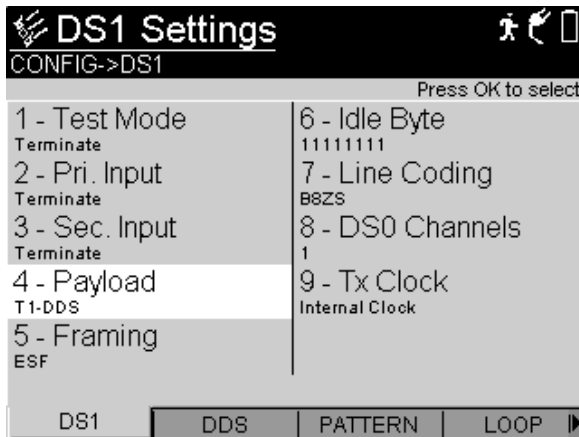 DS1 Settings
CONFIG->DS1
Press OK to select
1 - Test Mode
Terminate
2 - Pri. Input
Terminate
3 - Sec. Input
Terminate
4 - Payload
T1-DDS
5 - Framing
ESF
6 - Idle Byte
11111111
7 - Line Coding
B8ZS
8 - DS0 Channels
1
9 - Tx Clock
Internal Clock
DS1 DDS PATTERN LOOP